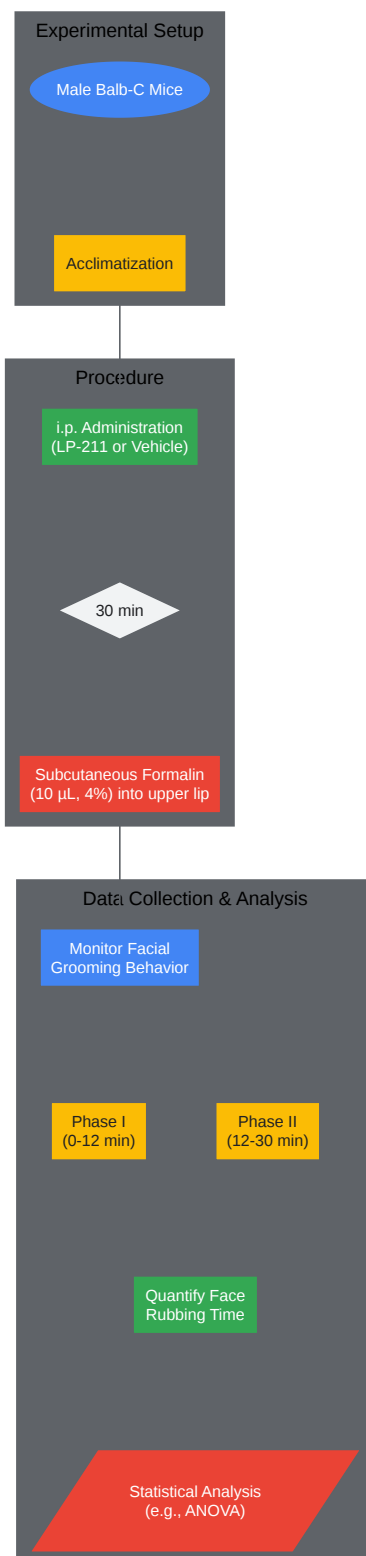 Experimental Setup
Male Balb-C Mice
Acclimatization
Procedure
i.p. Administration
(LP-211 or Vehicle)
30 min
Subcutaneous Formalin
(10 µL, 4%) into upper lip
Data Collection & Analysis
Monitor Facial
Grooming Behavior
Phase I
(0-12 min)
Phase II
(12-30 min)
Quantify Face
Rubbing Time
Statistical Analysis
(e.g., ANOVA)